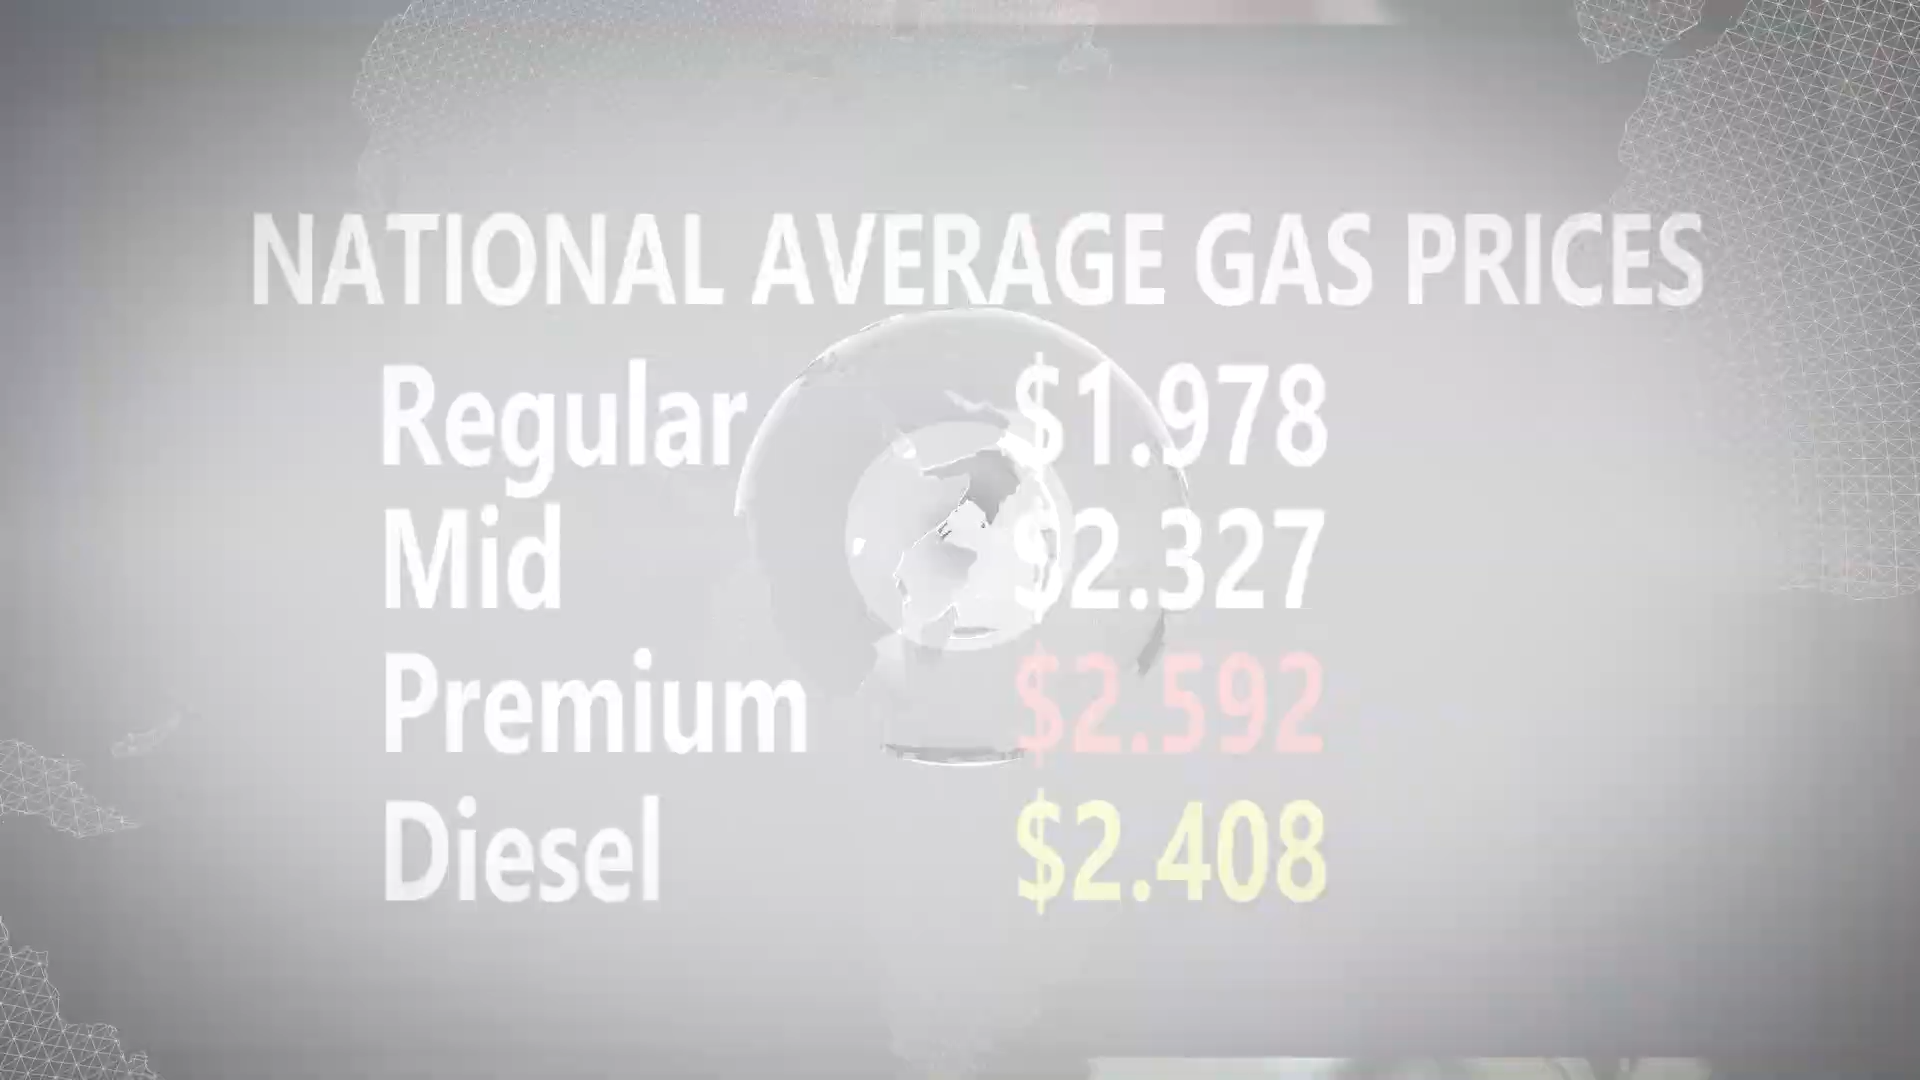 NATIONAL AVERAGE GAS PRICES
Regular $1.978
Mid $2.327
Premium $2.592
Diesel $2.408